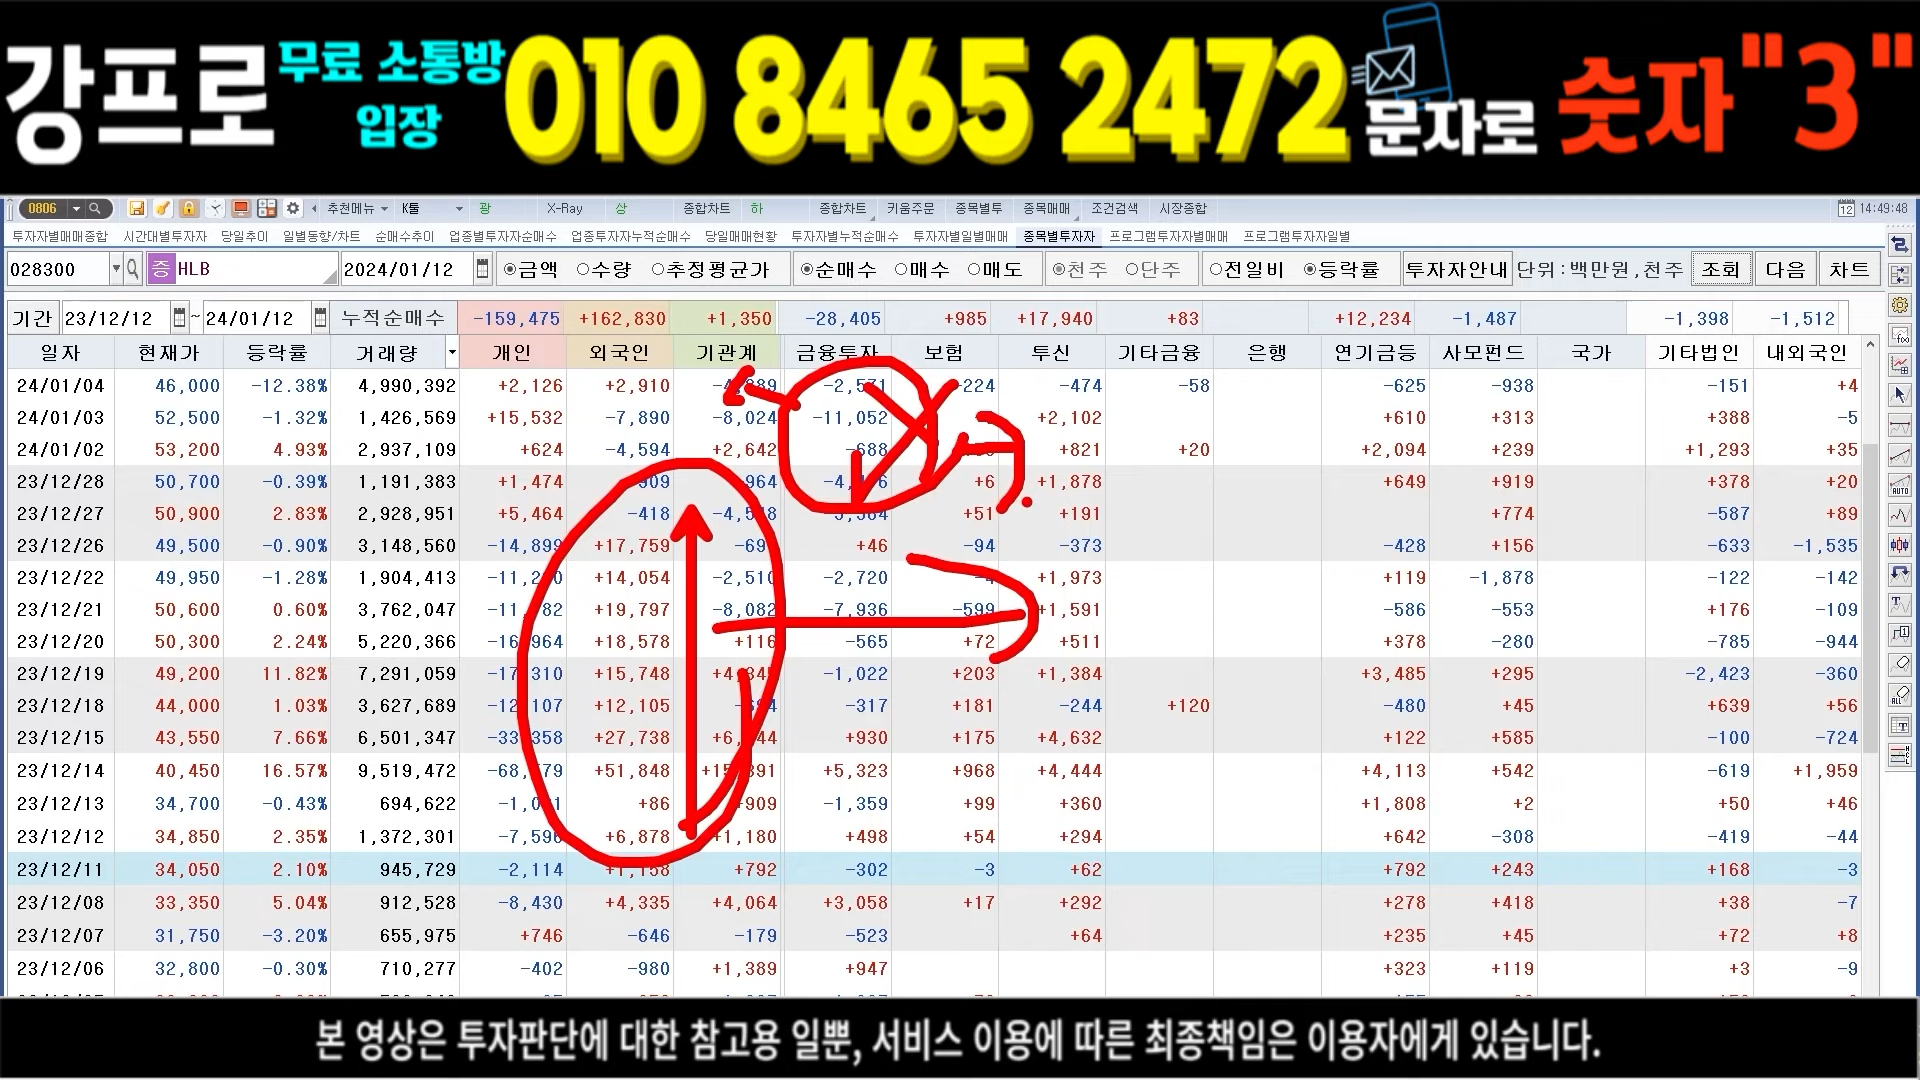 강프로 무료 소통방 입장 010 8465 2472 문자로 숫자"3"
0806 추천메뉴 K툴 광 X-Ray 상 종합차트 하 종합차트 키움주문 종목별투 종목매매 조건검색 시장종합 12 14:49:48
투자자별매매종합 시간대별투자자 당일추이 일별동향/차트 순매수추이 업종별투자자순매수 업종투자자누적순매수 당일매매현황 투자자별누적순매수 투자자별일별매매 종목별투자자 프로그램투자자별매매 프로그램투자자일별
028300 증 HLB 2024/01/12 금액 수량 추정평균가 순매수 매수 매도 천주 단주 전일비 등락률 투자자안내 단위:백만원,천주 조회 다음 차트
기간 23/12/12 ~ 24/01/12 누적순매수 -159,475 +162,830 +1,350 -28,405 +985 +17,940 +83 +12,234 -1,487 -1,398 -1,512
일자 현재가 등락률 거래량 개인 외국인 기관계 금융투자 보험 투신 기타금융 은행 연기금등 사모펀드 국가 기타법인 내외국인
24/01/04 46,000 -12.38% 4,990,392 +2,126 +2,910 -2,571 -224 -474 -58 -625 -938 -151 +4
24/01/03 52,500 -1.32% 1,426,569 +15,532 -7,890 -8,024 -11,052 +2,102 +610 +313 +388 -5
24/01/02 53,200 4.93% 2,937,109 +624 -4,594 +2,642 -688 +821 +20 +2,094 +239 +1,293 +35
23/12/28 50,700 -0.39% 1,191,383 +1,474 +6 +1,878 +649 +919 +378 +20
23/12/27 50,900 2.83% 2,928,951 +5,464 -418 +51 +191 +774 -587 +89
23/12/26 49,500 -0.90% 3,148,560 -14,899 +17,759 +46 -94 -373 -428 +156 -633 -1,535
23/12/22 49,950 -1.28% 1,904,413 +14,054 -2,510 -2,720 +1,973 +119 -1,878 -122 -142
23/12/21 50,600 0.60% 3,762,047 +19,797 -8,082 -7,936 -599 +1,591 -586 -553 +176 -109
23/12/20 50,300 2.24% 5,220,366 -16,964 +18,578 +116 -565 +72 +511 +378 -280 -785 -944
23/12/19 49,200 11.82% 7,291,059 -17,310 +15,748 -1,022 +203 +1,384 +3,485 +295 -2,423 -360
23/12/18 44,000 1.03% 3,627,689 -12,107 +12,105 -317 +181 -244 +120 -480 +45 +639 +56
23/12/15 43,550 7.66% 6,501,347 -33,358 +27,738 +930 +175 +4,632 +122 +585 -100 -724
23/12/14 40,450 16.57% 9,519,472 +51,848 +5,323 +968 +4,444 +4,113 +542 -619 +1,959
23/12/13 34,700 -0.43% 694,622 +86 +909 -1,359 +99 +360 +1,808 +2 +50 +46
23/12/12 34,850 2.35% 1,372,301 -7,596 +6,878 +1,180 +498 +54 +294 +642 -308 -419 -44
23/12/11 34,050 2.10% 945,729 -2,114 +1,158 +792 -302 -3 +62 +792 +243 +168 -3
23/12/08 33,350 5.04% 912,528 -8,430 +4,335 +4,064 +3,058 +17 +292 +278 +418 +38 -7
23/12/07 31,750 -3.20% 655,975 +746 -646 -179 -523 +64 +235 +45 +72 +8
23/12/06 32,800 -0.30% 710,277 -402 -980 +1,389 +947 +323 +119 +3 -9
본 영상은 투자판단에 대한 참고용 일뿐, 서비스 이용에 따른 최종책임은 이용자에게 있습니다.